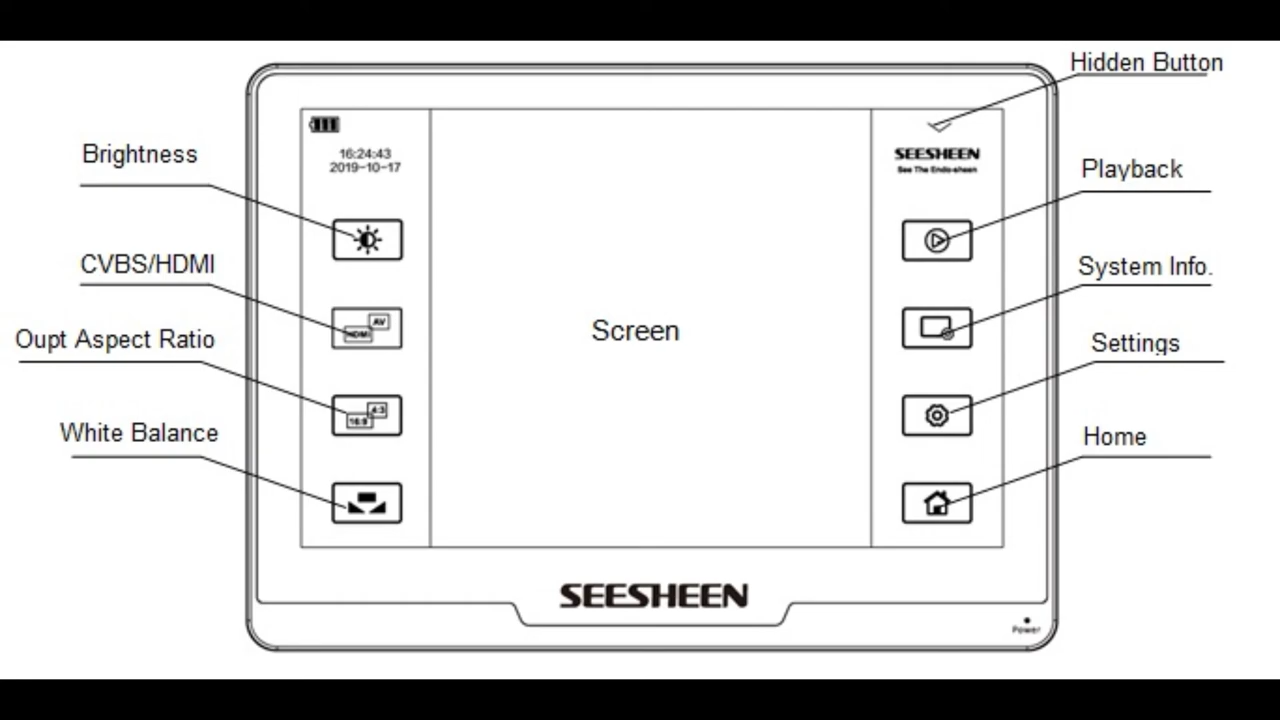 Hidden Button
Brightness
16:24:43
2019-10-17
SEESHEEN
See The Endo-sheen
Playback
CVBS/HDMI
AV
HDMI
System Info.
Screen
Oupt Aspect Ratio
4:3
16:9
Settings
White Balance
Home
SEESHEEN
Power